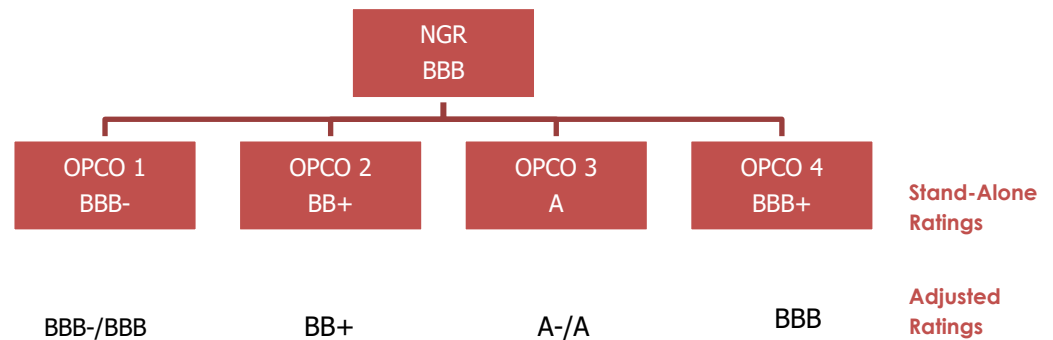 NGR
BBB
OPCO 1
BBB-
OPCO 2
BB+
OPCO 3
A
OPCO 4
BBB+
Stand-Alone
Ratings
BBB-/BBB
BB+
A-/A
BBB
Adjusted
Ratings